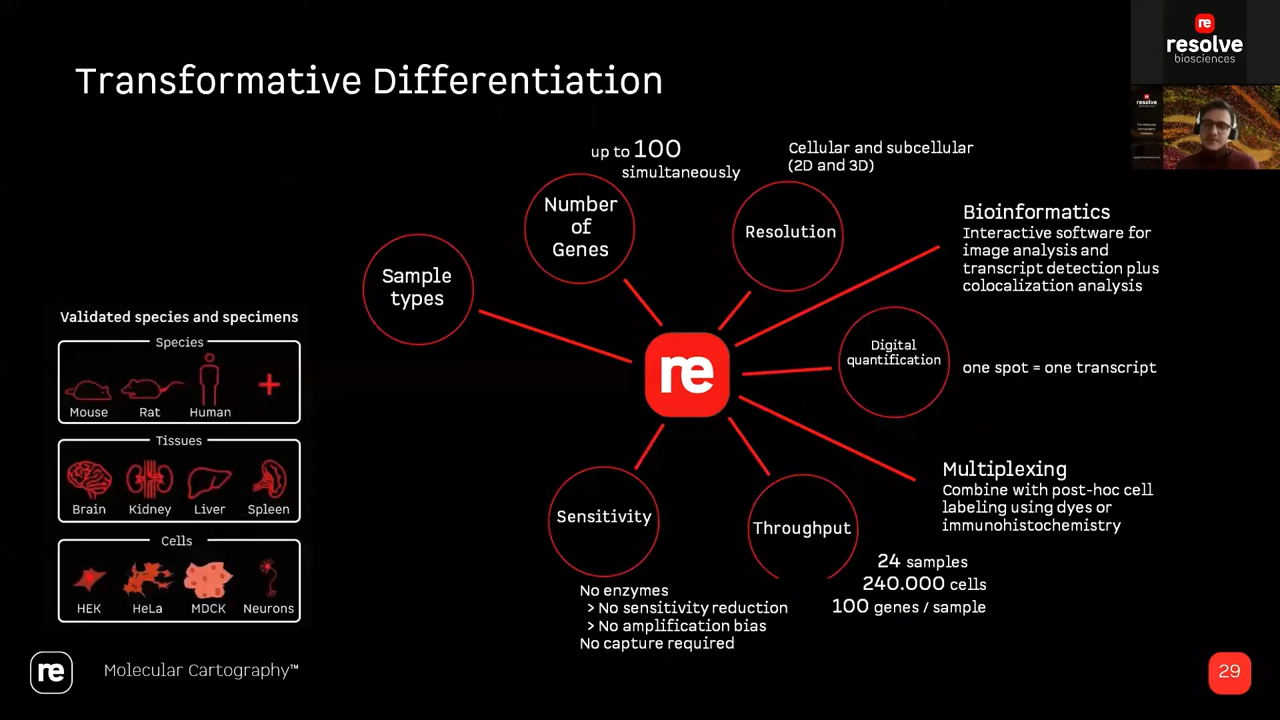 Transformative Differentiation
re
resolve
biosciences
resolve
up to 100
simultaneously
Cellular and subcellular
(2D and 3D)
Number
of
Genes
Resolution
Bioinformatics
Interactive software for
image analysis and
transcript detection plus
colocalization analysis
Sample
types
Validated species and specimens
Species
Mouse
Rat
Human
Tissues
Brain
Kidney
Liver
Spleen
Cells
HEK
HeLa
MDCK
Neurons
re
Digital
quantification
one spot = one transcript
Multiplexing
Combine with post-hoc cell
labeling using dyes or
immunohistochemistry
Sensitivity
Throughput
No enzymes
> No sensitivity reduction
> No amplification bias
No capture required
24 samples
240.000 cells
100 genes / sample
re
Molecular Cartography™
29